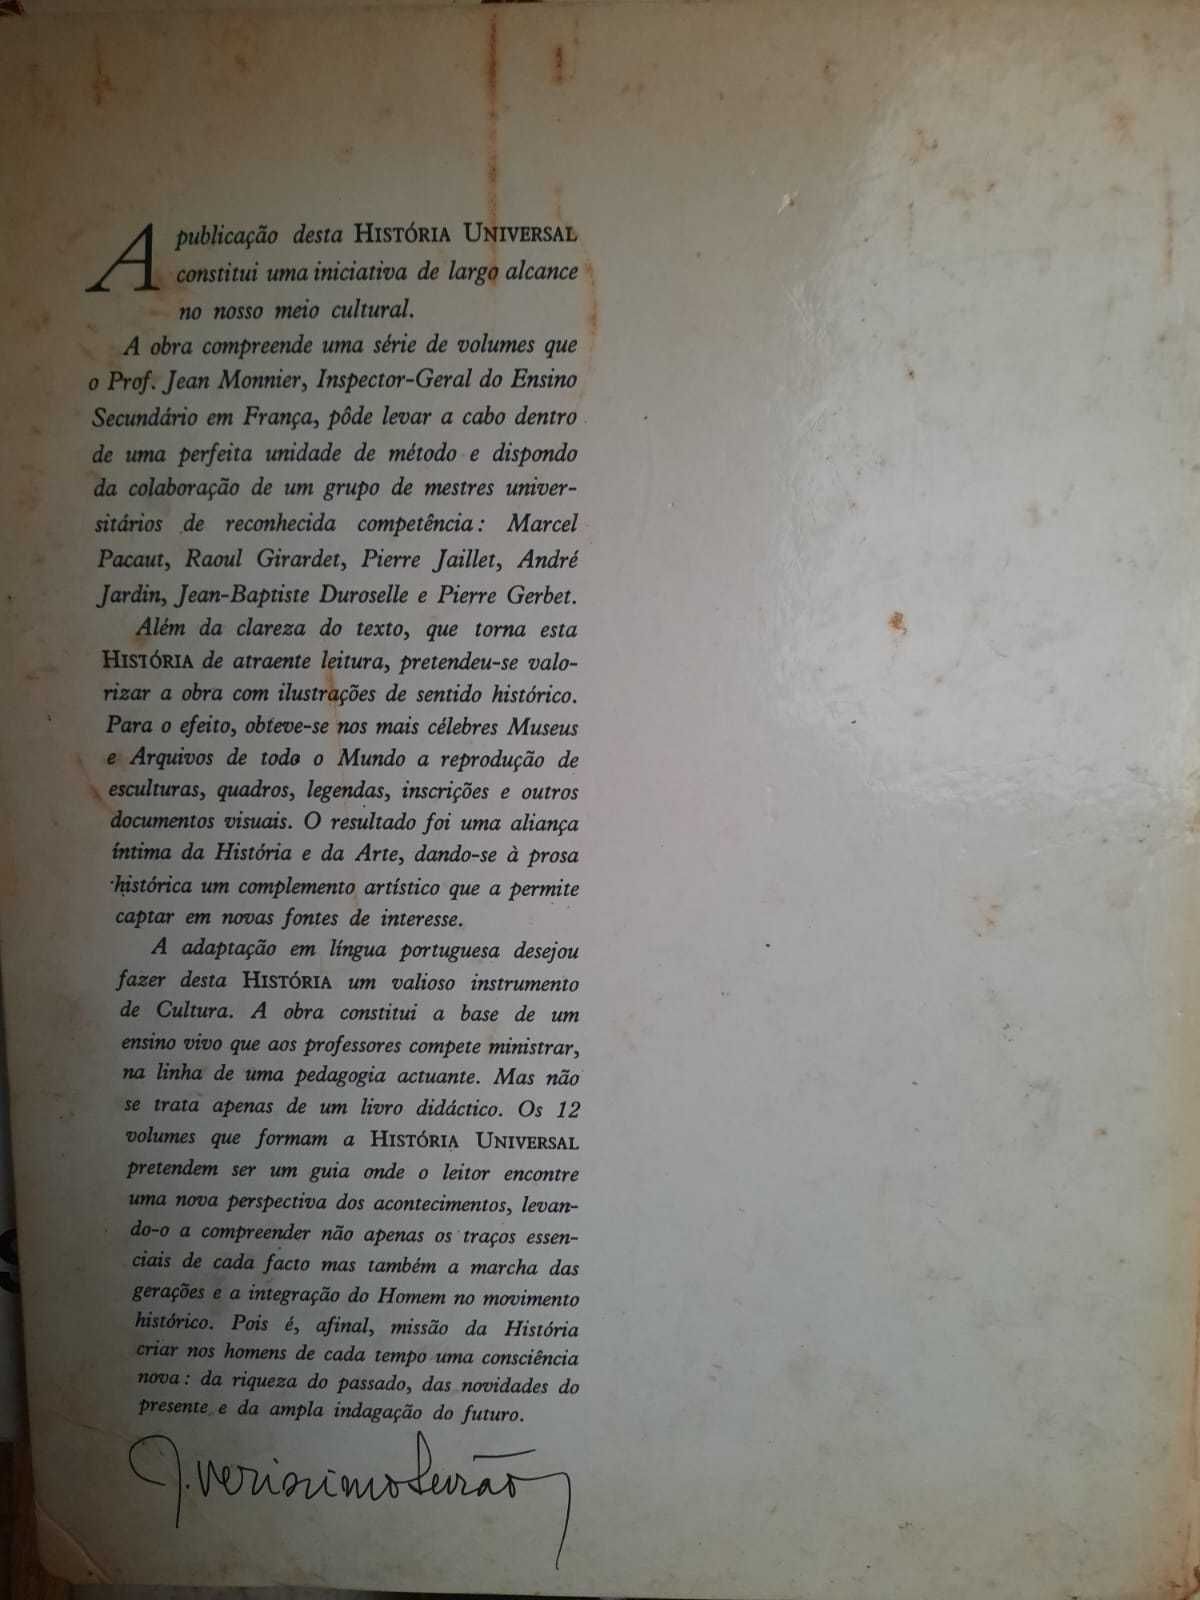 A publicação desta HISTÓRIA UNIVERSAL
constitui uma iniciativa de largo alcance
no nosso meio cultural.
A obra compreende uma série de volumes que
o Prof. Jean Monnier, Inspector-Geral do Ensino
Secundário em França, pôde levar a cabo dentro
de uma perfeita unidade de método e dispondo
da colaboração de um grupo de mestres univer-
sitários de reconhecida competência: Marcel
Pacaut, Raoul Girardet, Pierre Jaillet, André
Jardin, Jean-Baptiste Duroselle e Pierre Gerbet.
Além da clareza do texto, que torna esta
HISTÓRIA de atraente leitura, pretendeu-se valo-
rizar a obra com ilustrações de sentido histórico.
Para o efeito, obteve-se nos mais célebres Museus
e Arquivos de todo o Mundo a reprodução de
esculturas, quadros, legendas, inscrições e outros
documentos visuais. O resultado foi uma aliança
íntima da História e da Arte, dando-se à prosa
histórica um complemento artístico que a permite
captar em novas fontes de interesse.
A adaptação em língua portuguesa desejou
fazer desta HISTÓRIA um valioso instrumento
de Cultura. A obra constitui a base de um
ensino vivo que aos professores compete ministrar,
na linha de uma pedagogia actuante. Mas não
se trata apenas de um livro didáctico. Os 12
volumes que formam a HISTÓRIA UNIVERSAL
pretendem ser um guia onde o leitor encontre
uma nova perspectiva dos acontecimentos, levan-
do-o a compreender não apenas os traços essen-
ciais de cada facto mas também a marcha das
gerações e a integração do Homem no movimento
histórico. Pois é, afinal, missão da História
criar nos homens de cada tempo uma consciência
nova: da riqueza do passado, das novidades do
presente e da ampla indagação do futuro.
J. Veríssimo Serrão